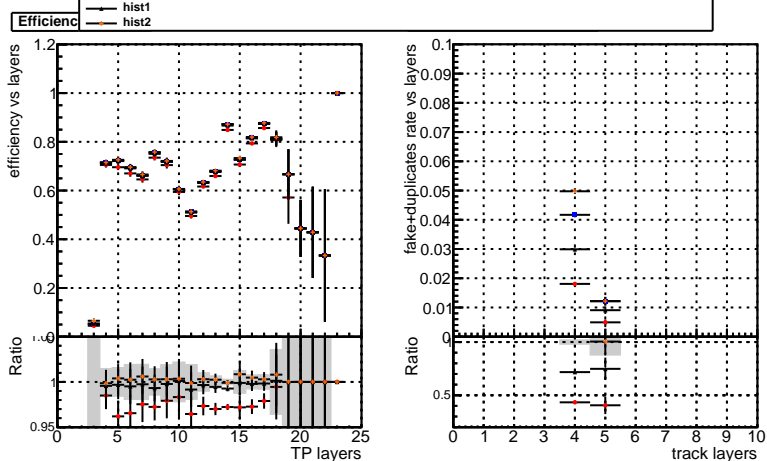 hist1
Efficienc
hist2
efficiency vs layers
1.2
1
0.8
0.6
0.4
0.2
0
Ratio
1
0.95
0 5 10 15 20 25
TP layers
fake+duplicates rate vs layers
0.1
0.09
0.08
0.07
0.06
0.05
0.04
0.03
0.02
0.01
0
Ratio
0.5
0 1 2 3 4 5 6 7 8 9 10
track layers